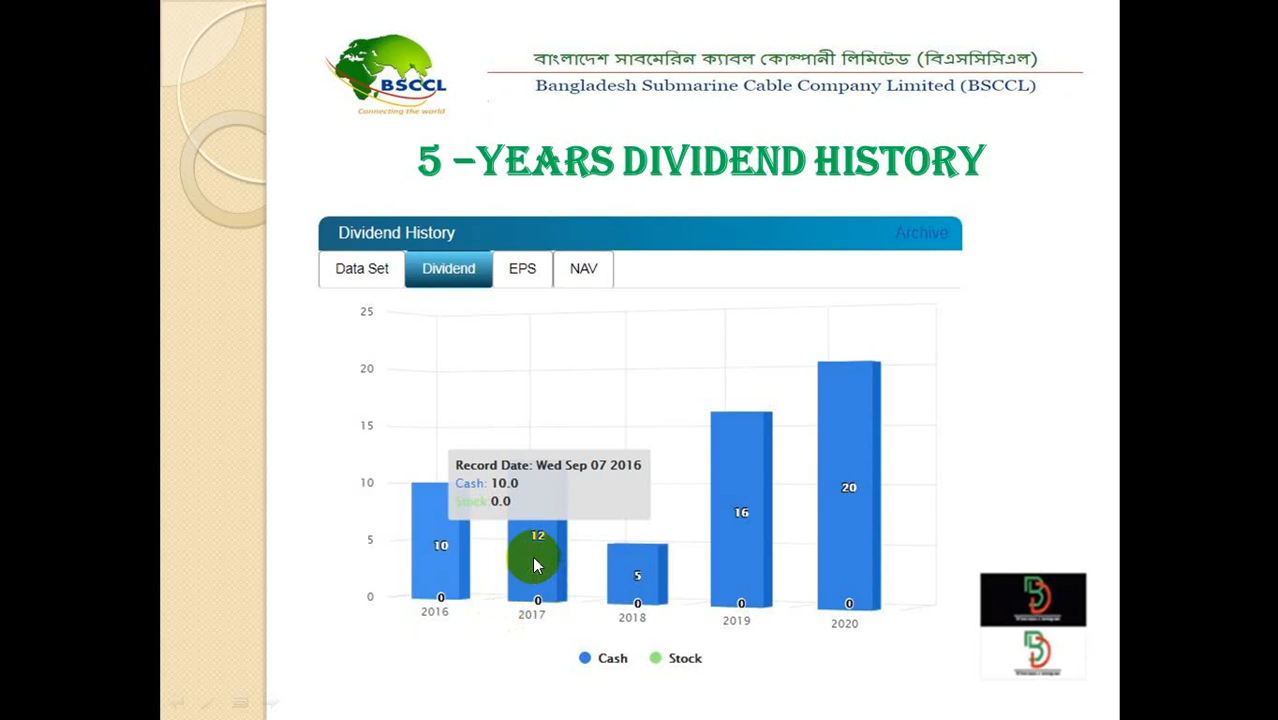 বাংলাদেশ সাবমেরিন ক্যাবল কোম্পানী লিমিটেড (বিএসসিসিএল)
BSCCL
Bangladesh Submarine Cable Company Limited (BSCCL)
Connecting the world
5 –YEARS DIVIDEND HISTORY
Dividend History
Archive
Data Set
Dividend
EPS
NAV
25
20
15
10
5
0
Record Date: Wed Sep 07 2016
Cash: 10.0
Stock: 0.0
10
12
5
16
20
0
0
0
0
0
2016
2017
2018
2019
2020
Cash
Stock